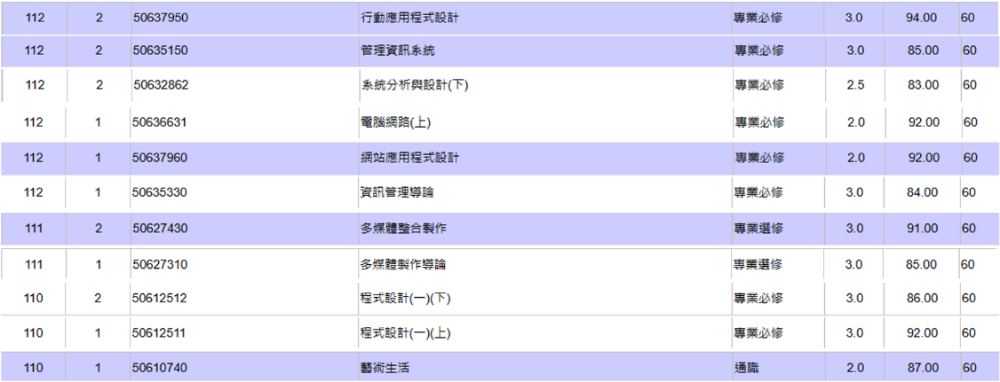 112 2 50637950 行動應用程式設計 專業必修 3.0 94.00 60
112 2 50635150 管理資訊系統 專業必修 3.0 85.00 60
112 2 50632862 系統分析與設計(下) 專業必修 2.5 83.00 60
112 1 50636631 電腦網路(上) 專業必修 2.0 92.00 60
112 1 50637960 網站應用程式設計 專業必修 2.0 92.00 60
112 1 50635330 資訊管理導論 專業必修 3.0 84.00 60
111 2 50627430 多媒體整合製作 專業選修 3.0 91.00 60
111 1 50627310 多媒體製作導論 專業選修 3.0 85.00 60
110 2 50612512 程式設計(一)(下) 專業必修 3.0 86.00 60
110 1 50612511 程式設計(一)(上) 專業必修 3.0 92.00 60
110 1 50610740 藝術生活 通識 2.0 87.00 60